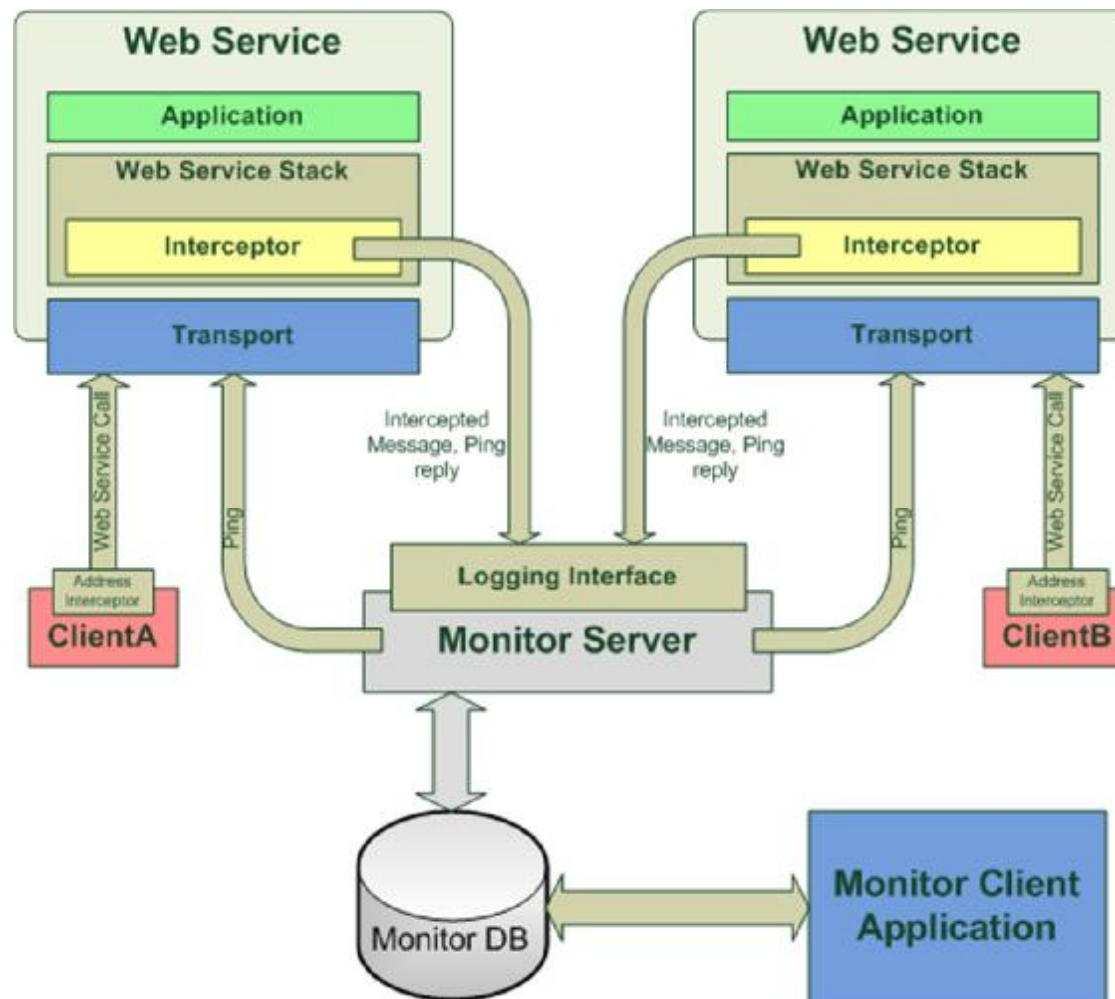 Web Service
Application
Web Service Stack
Interceptor
Transport
Web Service
Application
Web Service Stack
Interceptor
Transport
Web Service Call
Ping
Intercepted
Message, Ping
reply
Intercepted
Message, Ping
reply
Ping
Web Service Call
Address
Interceptor
ClientA
Logging Interface
Monitor Server
Address
Interceptor
ClientB
Monitor DB
Monitor Client
Application